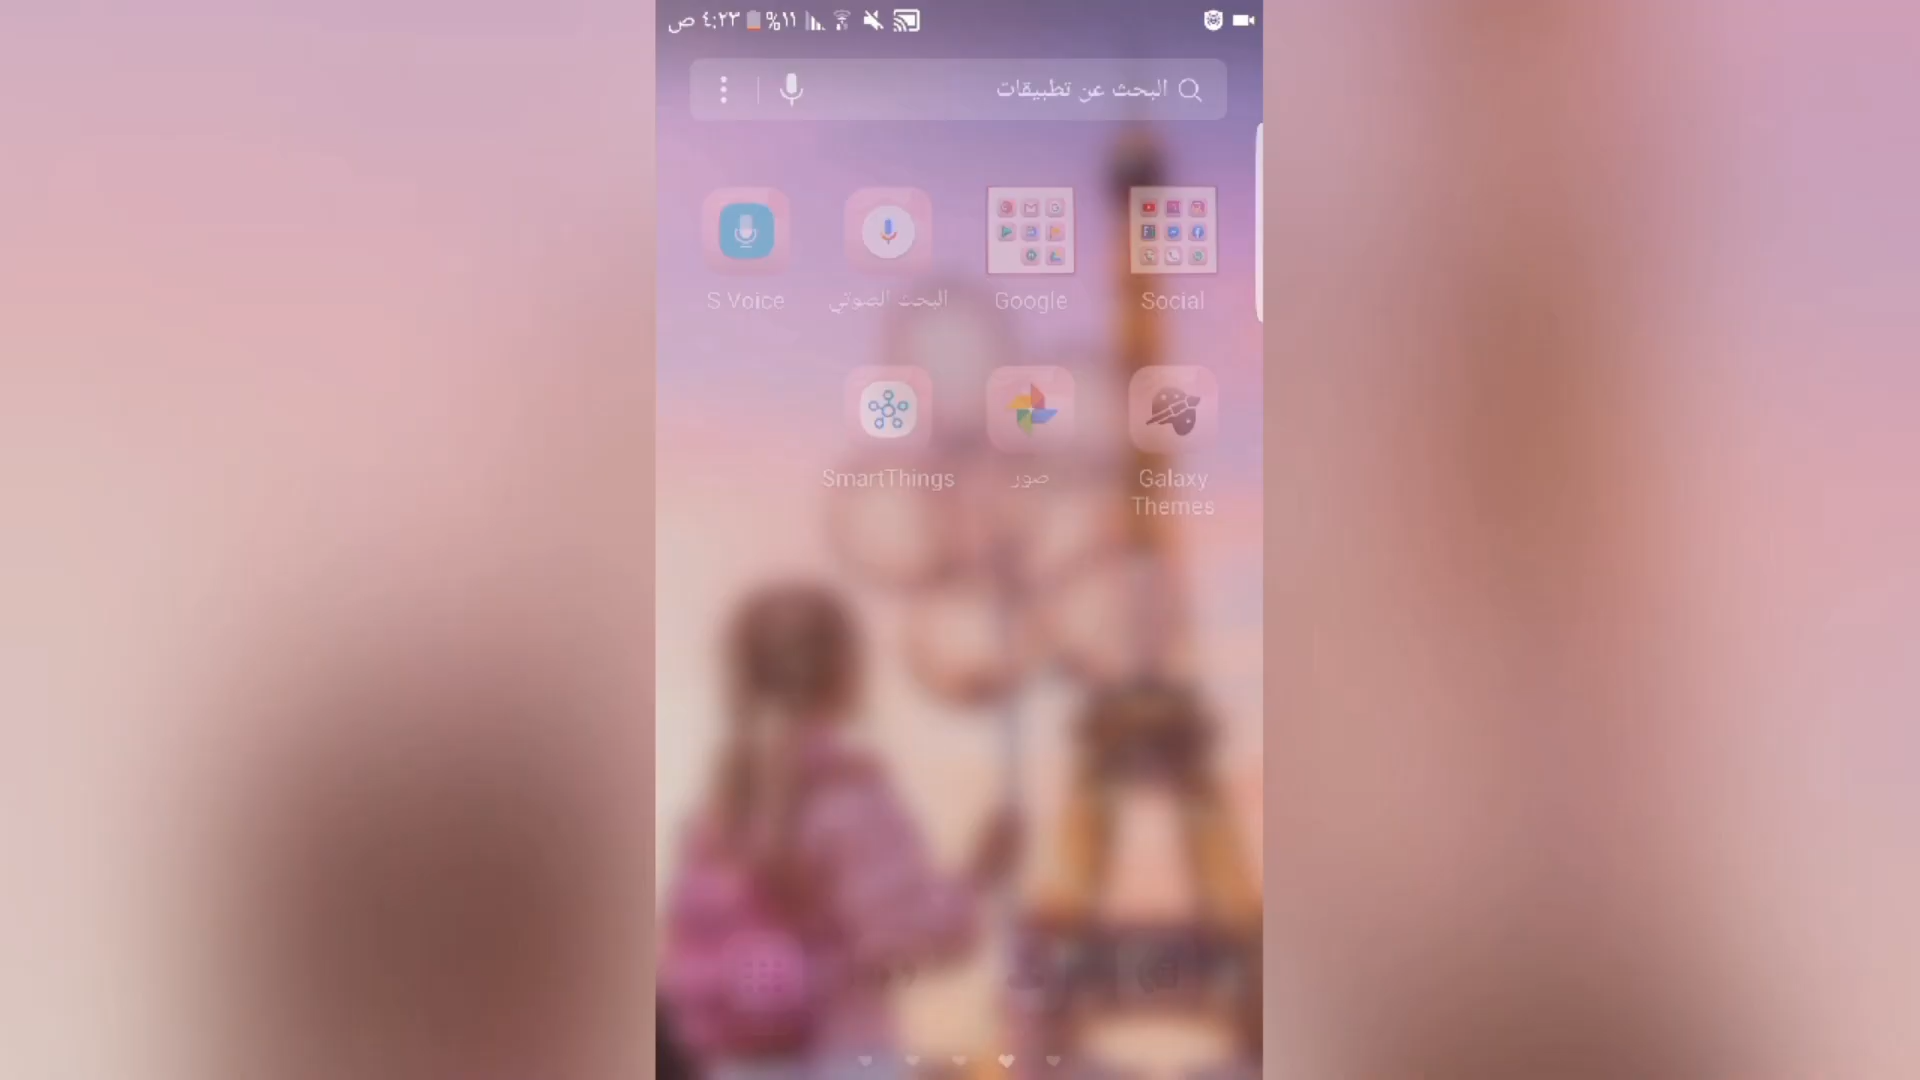 ٤:٢٣ ص ١١%
البحث عن تطبيقات
Social
Google
البحث الصوتي
S Voice
Galaxy
Themes
صور
SmartThings